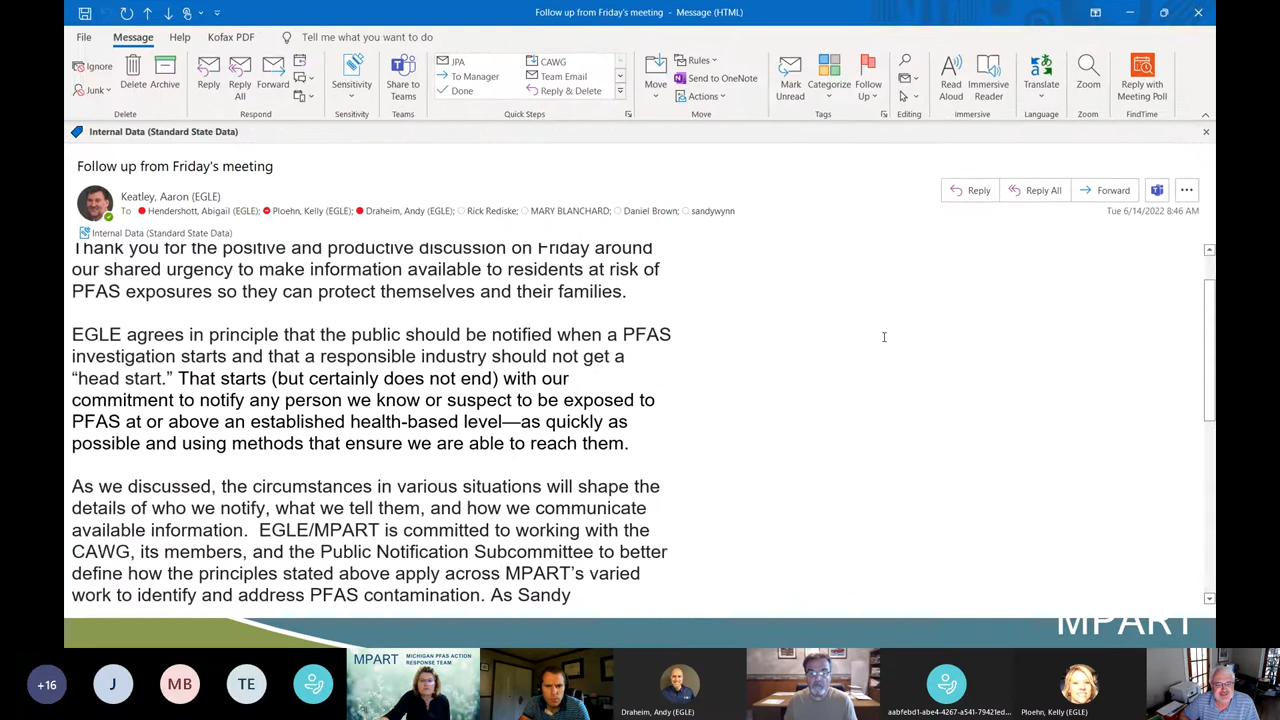 Follow up from Friday's meeting - Message (HTML)
File Message Help Kofax PDF Tell me what you want to do
Ignore
Junk
Delete
Archive
Delete
Reply
Reply All
Forward
Respond
Sensitivity
Sensitivity
Share to Teams
Teams
JPA
To Manager
Done
CAWG
Team Email
Reply & Delete
Quick Steps
Move
Rules
Send to OneNote
Actions
Move
Mark Unread
Categorize
Follow Up
Tags
Editing
Read Aloud
Immersive Reader
Immersive
Translate
Language
Zoom
Zoom
Reply with Meeting Poll
FindTime
Internal Data (Standard State Data)
Follow up from Friday's meeting
Keatley, Aaron (EGLE)
To Hendershott, Abigail (EGLE); Ploehn, Kelly (EGLE); Draheim, Andy (EGLE); Rick Rediske; MARY BLANCHARD; Daniel Brown; sandywynn
Reply Reply All Forward
Tue 6/14/2022 8:46 AM
Internal Data (Standard State Data)
Thank you for the positive and productive discussion on Friday around
our shared urgency to make information available to residents at risk of
PFAS exposures so they can protect themselves and their families.
EGLE agrees in principle that the public should be notified when a PFAS
investigation starts and that a responsible industry should not get a
“head start.” That starts (but certainly does not end) with our
commitment to notify any person we know or suspect to be exposed to
PFAS at or above an established health-based level—as quickly as
possible and using methods that ensure we are able to reach them.
As we discussed, the circumstances in various situations will shape the
details of who we notify, what we tell them, and how we communicate
available information.  EGLE/MPART is committed to working with the
CAWG, its members, and the Public Notification Subcommittee to better
define how the principles stated above apply across MPART’s varied
work to identify and address PFAS contamination. As Sandy
MPART
+16
J
MB
TE
MPART
MICHIGAN PFAS ACTION
RESPONSE TEAM
Draheim, Andy (EGLE)
aabfebd1-abe4-4267-a541-79421ed...
Ploehn, Kelly (EGLE)